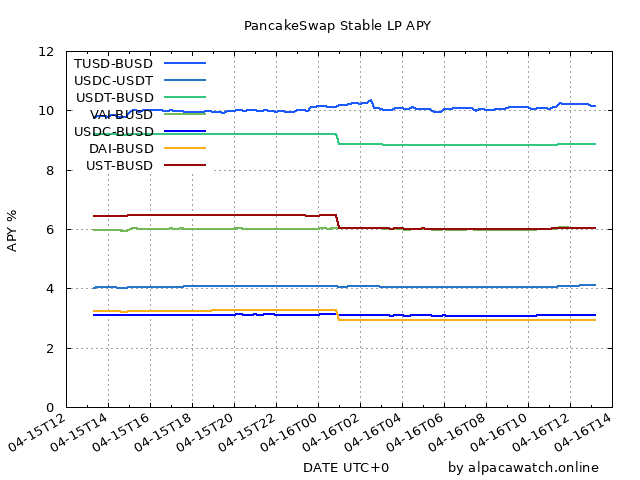 PancakeSwap Stable LP APY
12
10
8
6
4
2
0
APY %
TUSD-BUSD
USDC-USDT
USDT-BUSD
VAI-BUSD
USDC-BUSD
DAI-BUSD
UST-BUSD
04-15T12
04-15T14
04-15T16
04-15T18
04-15T20
04-15T22
04-16T00
04-16T02
04-16T04
04-16T06
04-16T08
04-16T10
04-16T12
04-16T14
DATE UTC+0
by alpacawatch.online